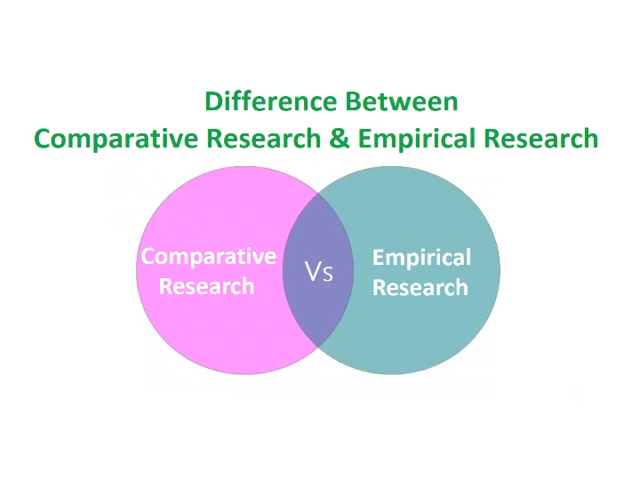 Difference Between
Comparative Research & Empirical Research
Comparative
Research
Vs
Empirical
Research